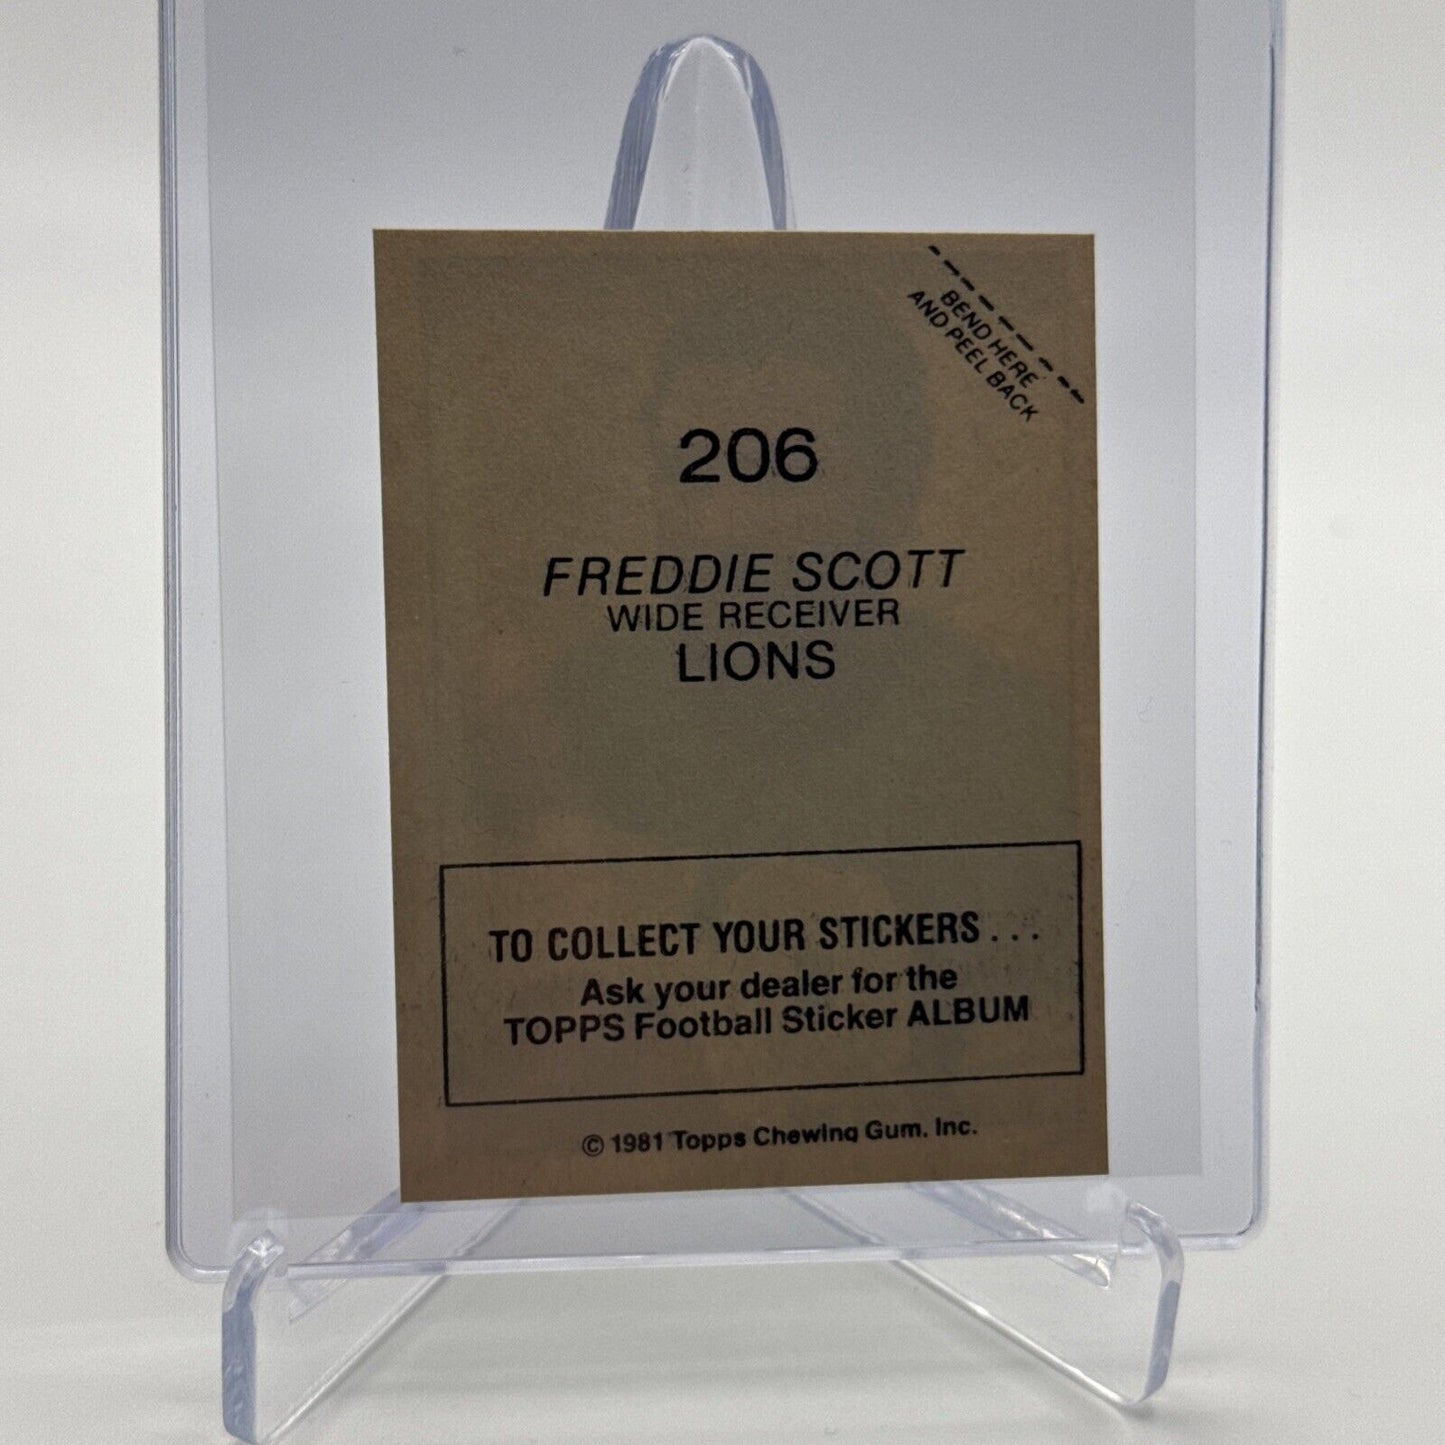 BEND HERE
AND PEEL BACK
206
FREDDIE SCOTT
WIDE RECEIVER
LIONS
TO COLLECT YOUR STICKERS...
Ask your dealer for the
TOPPS Football Sticker ALBUM
© 1981 Topps Chewing Gum. Inc.